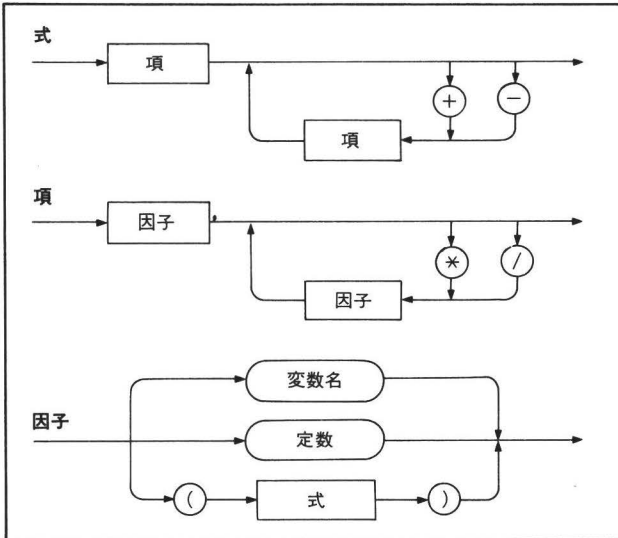 式
項
+ -
項
項
因子
* /
因子
変数名
因子
定数
( 式 )